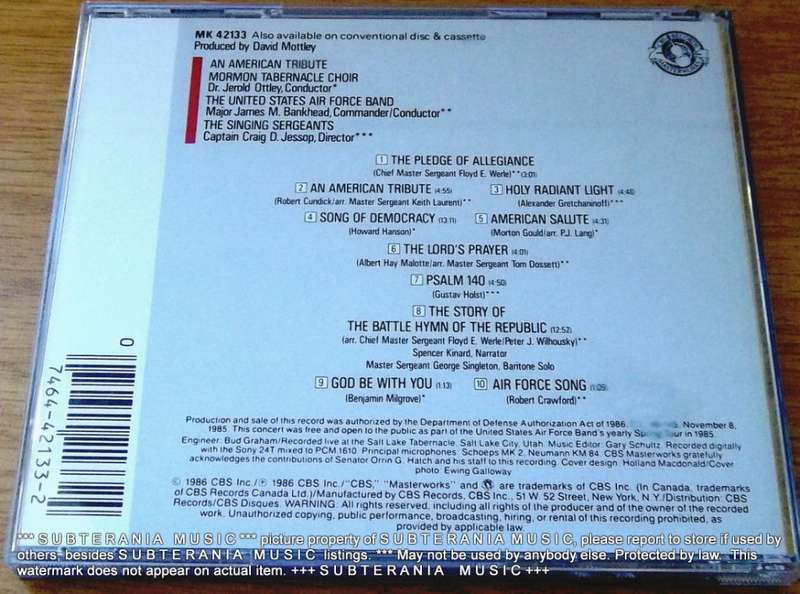 MK 42133 Also available on conventional disc & cassette
Produced by David Mottley
AN AMERICAN TRIBUTE
MORMON TABERNACLE CHOIR
Dr. Jerold Ottley, Conductor*
THE UNITED STATES AIR FORCE BAND
Major James M. Bankhead, Commander/Conductor**
THE SINGING SERGEANTS
Captain Craig D. Jessop, Director***
1 THE PLEDGE OF ALLEGIANCE
(Chief Master Sergeant Floyd E. Werle)**(3:01)
2 AN AMERICAN TRIBUTE (4:55) 3 HOLY RADIANT LIGHT (4:48)
(Robert Cundick/arr. Master Sergeant Keith Laurent)** (Alexander Gretchaninoff)***
4 SONG OF DEMOCRACY (13:11) 5 AMERICAN SALUTE (4:31)
(Howard Hanson)* (Morton Gould/arr. P.J. Lang)*
6 THE LORD'S PRAYER (4:01)
(Albert Hay Malotte/arr. Master Sergeant Tom Dossett)**
7 PSALM 140 (4:50)
(Gustav Holst)***
8 THE STORY OF
THE BATTLE HYMN OF THE REPUBLIC (12:52)
(arr. Chief Master Sergeant Floyd E. Werle/Peter J. Wilhousky)**
Spencer Kinard, Narrator
Master Sergeant George Singleton, Baritone Solo
9 GOD BE WITH YOU (1:13) 10 AIR FORCE SONG (1:09)
(Benjamin Milgrove)* (Robert Crawford)**
Production and sale of this record was authorized by the Department of Defense Authorization Act of 1986, November 8,
1985. This concert was free and open to the public as part of the United States Air Force Band's yearly Tour in 1985.
Engineer: Bud Graham/Recorded live at the Salt Lake Tabernacle, Salt Lake City, Utah. Music Editor: Gary Schultz. Recorded digitally
with the Sony 24T mixed to PCM 1610. Principal microphones: Schoeps MK 2, Neumann KM 84. CBS Masterworks gratefully
acknowledges the contributions of Senator Orrin G. Hatch and his staff to this recording. Cover design: Holland Macdonald/Cover
photo: Ewing Galloway
© 1986 CBS Inc./℗ 1986 CBS Inc./"CBS," "Masterworks" and are trademarks of CBS Inc. (In Canada, trademarks
of CBS Records Canada Ltd.)/Manufactured by CBS Records, CBS Inc., 51 W. 52 Street, New York, N.Y./Distribution: CBS
Records/CBS Disques. WARNING: All rights reserved, including all rights of the producer and of the owner of the recorded
work. Unauthorized copying, public performance, broadcasting, hiring, or rental of this recording prohibited, as
provided by applicable law.
0
7464-42133-2
*** SUBTERANIA MUSIC *** picture property of SUBTERANIA MUSIC, please report to store if used by
others, besides SUBTERANIA MUSIC listings. *** May not be used by anybody else. Protected by law. This
watermark does not appear on actual item. +++ SUBTERANIA MUSIC +++